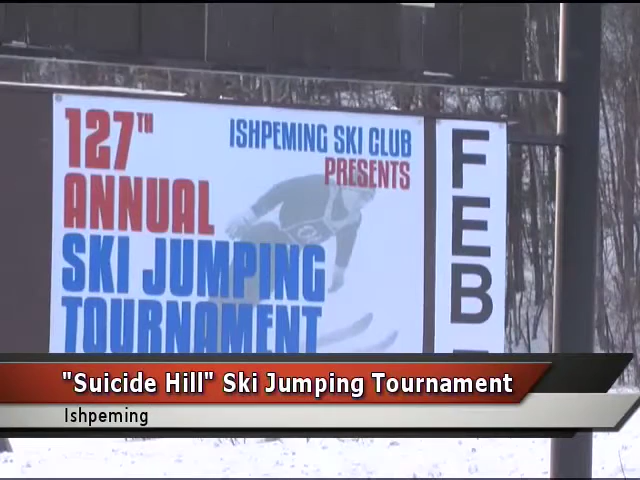 127TH
ANNUAL
SKI JUMPING
TOURNAMENT
ISHPEMING SKI CLUB
PRESENTS
FEB
"Suicide Hill" Ski Jumping Tournament
Ishpeming